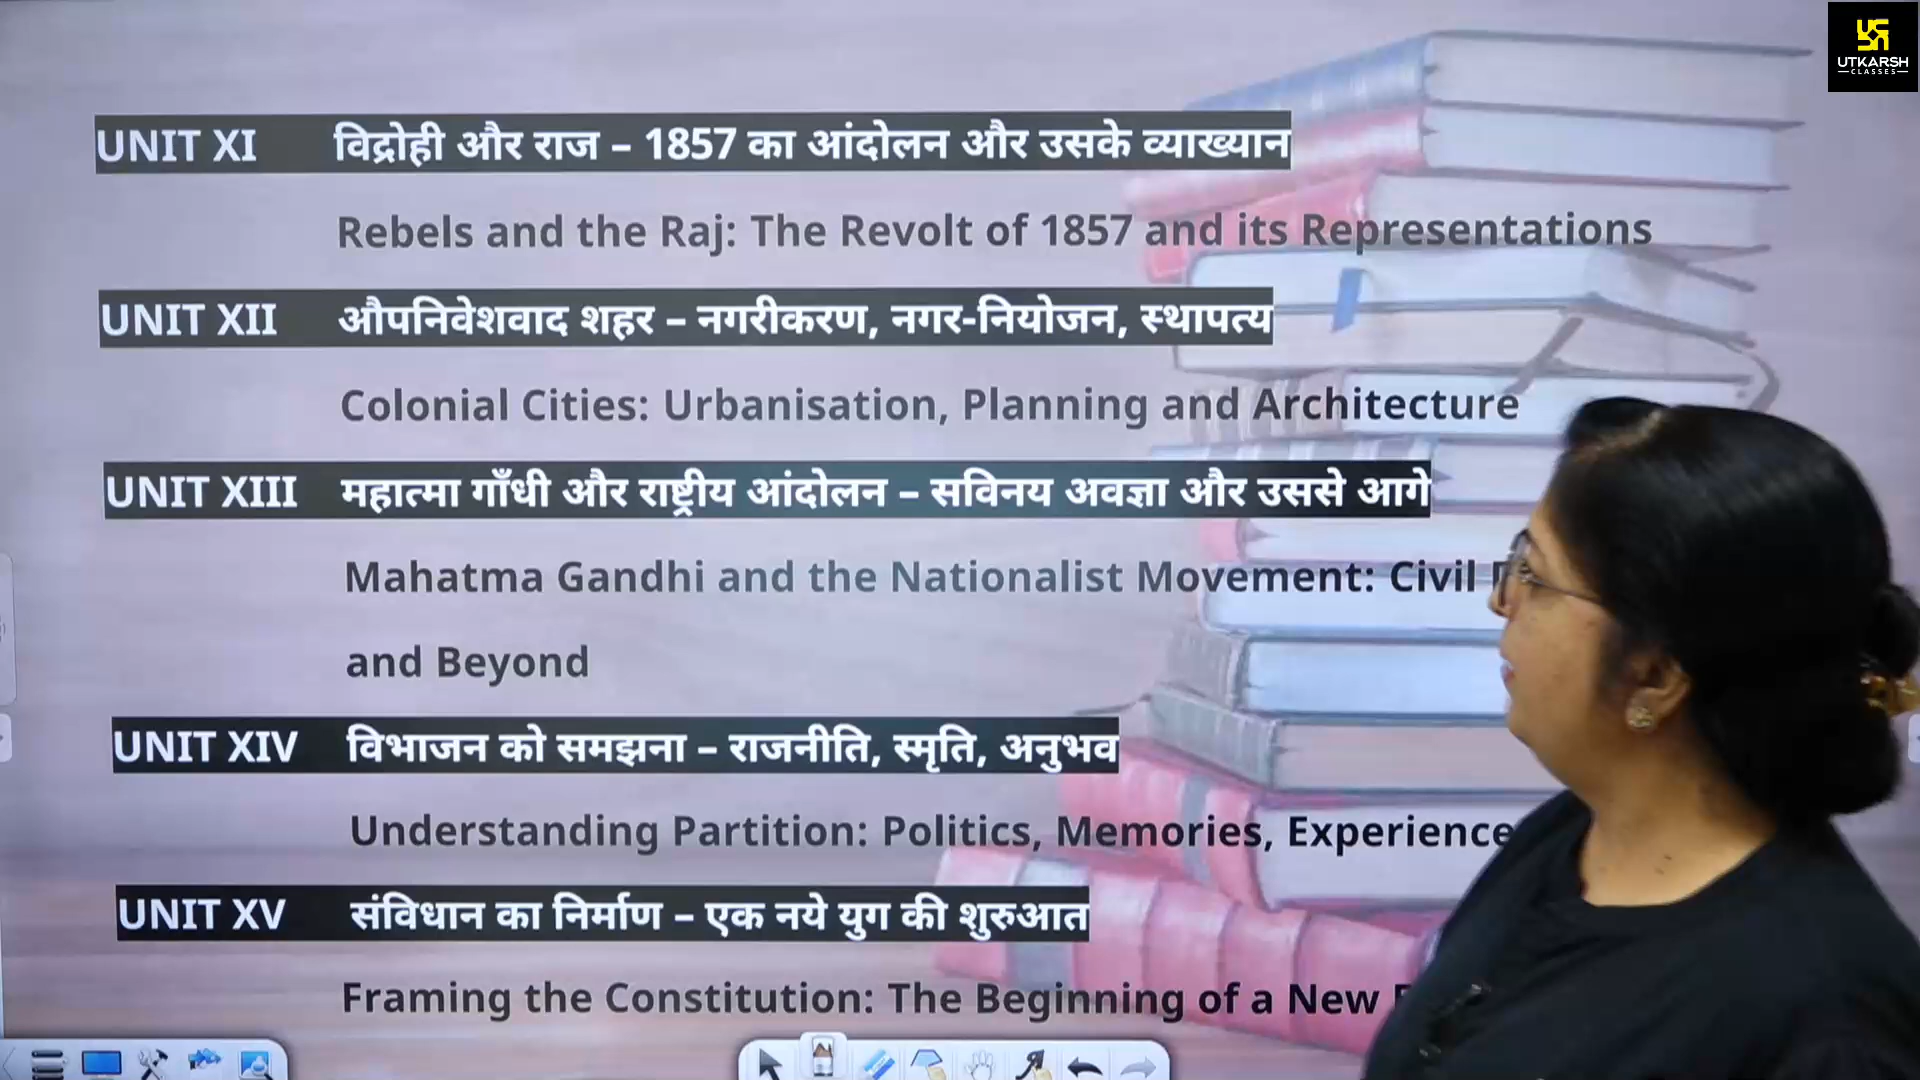 UTKARSH
CLASSES
UNIT XI विद्रोही और राज – 1857 का आंदोलन और उसके व्याख्यान
Rebels and the Raj: The Revolt of 1857 and its Representations
UNIT XII औपनिवेशवाद शहर – नगरीकरण, नगर-नियोजन, स्थापत्य
Colonial Cities: Urbanisation, Planning and Architecture
UNIT XIII महात्मा गाँधी और राष्ट्रीय आंदोलन – सविनय अवज्ञा और उससे आगे
Mahatma Gandhi and the Nationalist Movement: Civil
and Beyond
UNIT XIV विभाजन को समझना – राजनीति, स्मृति, अनुभव
Understanding Partition: Politics, Memories, Experience
UNIT XV संविधान का निर्माण – एक नये युग की शुरुआत
Framing the Constitution: The Beginning of a New